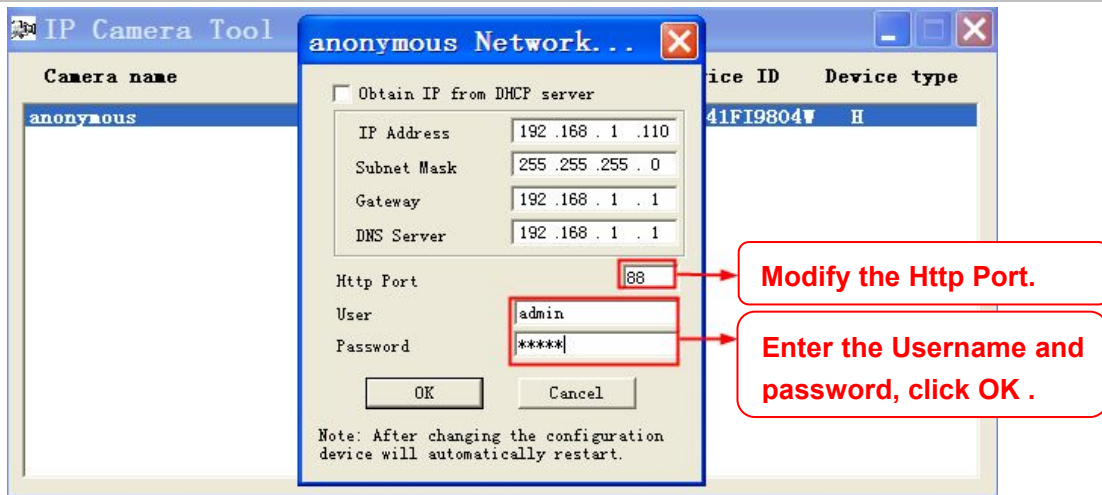 IP Camera Tool
anonymous Network...
Camera name
ice ID Device type
anonymous
41FI9804W H
Obtain IP from DHCP server
IP Address 192 .168 . 1 .110
Subnet Mask 255 .255 .255 . 0
Gateway 192 .168 . 1 . 1
DNS Server 192 .168 . 1 . 1
Http Port 88
Modify the Http Port.
User admin
Password *****
Enter the Username and
password, click OK .
OK Cancel
Note: After changing the configuration
device will automatically restart.